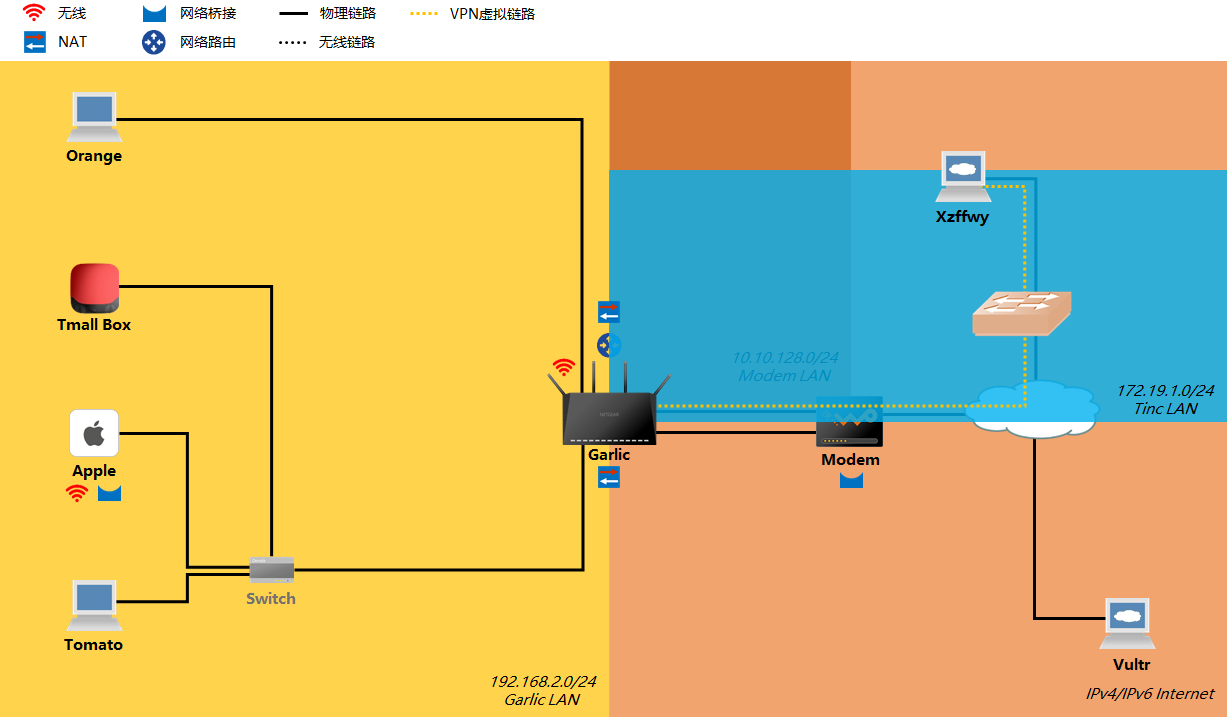 无线
网络桥接
物理链路
VPN虚拟链路
NAT
网络路由
无线链路
Orange
Xzffwy
Tmall Box
10.10.128.0/24
Modem LAN
172.19.1.0/24
Tinc LAN
Garlic
Modem
Apple
Switch
Tomato
Vultr
192.168.2.0/24
Garlic LAN
IPv4/IPv6 Internet